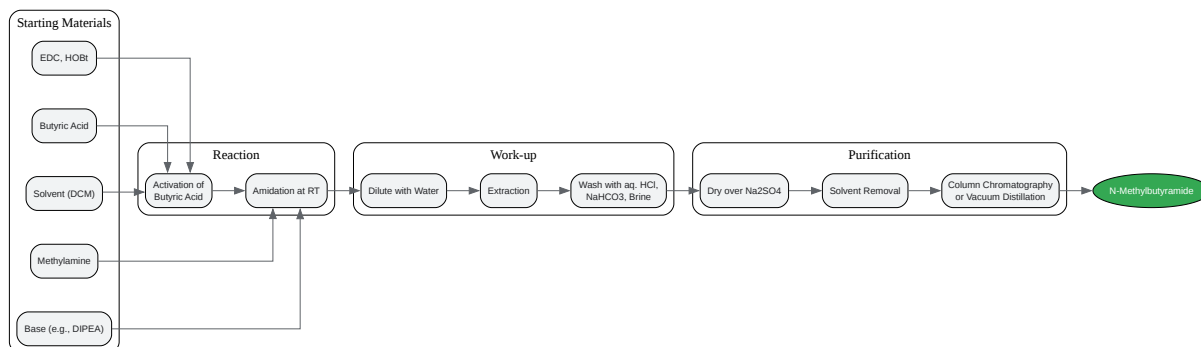 Starting Materials
EDC, HOBt
Butyric Acid
Solvent (DCM)
Methylamine
Base (e.g., DIPEA)
Reaction
Activation of
Butyric Acid
Amidation at RT
Work-up
Dilute with Water
Extraction
Wash with aq. HCl,
NaHCO3, Brine
Purification
Dry over Na2SO4
Solvent Removal
Column Chromatography
or Vacuum Distillation
N-Methylbutyramide